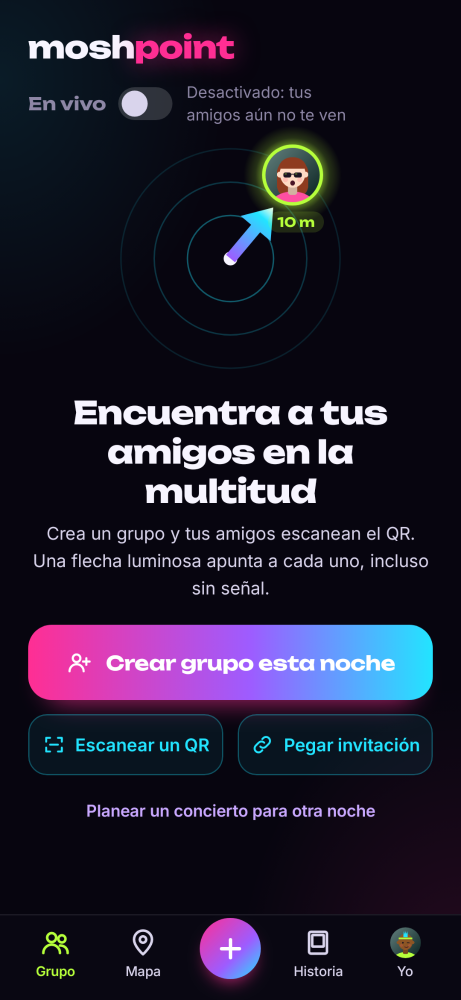 moshpoint
En vivo
Desactivado: tus
amigos aún no te ven
10 m
Encuentra a tus
amigos en la
multitud
Crea un grupo y tus amigos escanean el QR.
Una flecha luminosa apunta a cada uno, incluso
sin señal.
Crear grupo esta noche
Escanear un QR
Pegar invitación
Planear un concierto para otra noche
Grupo
Mapa
Historia
Yo